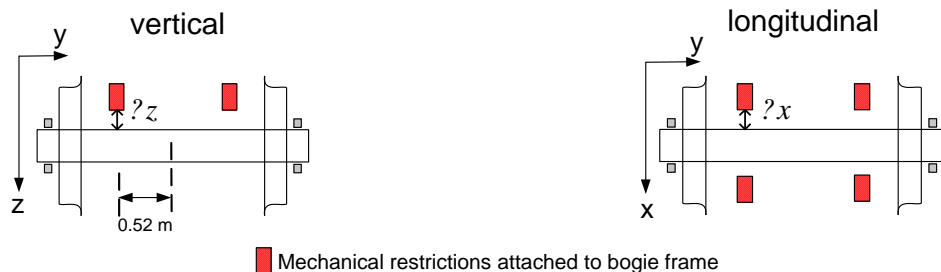 vertical
longitudinal
y
y
? z
? x
z
0.52 m
x
Mechanical restrictions attached to bogie frame